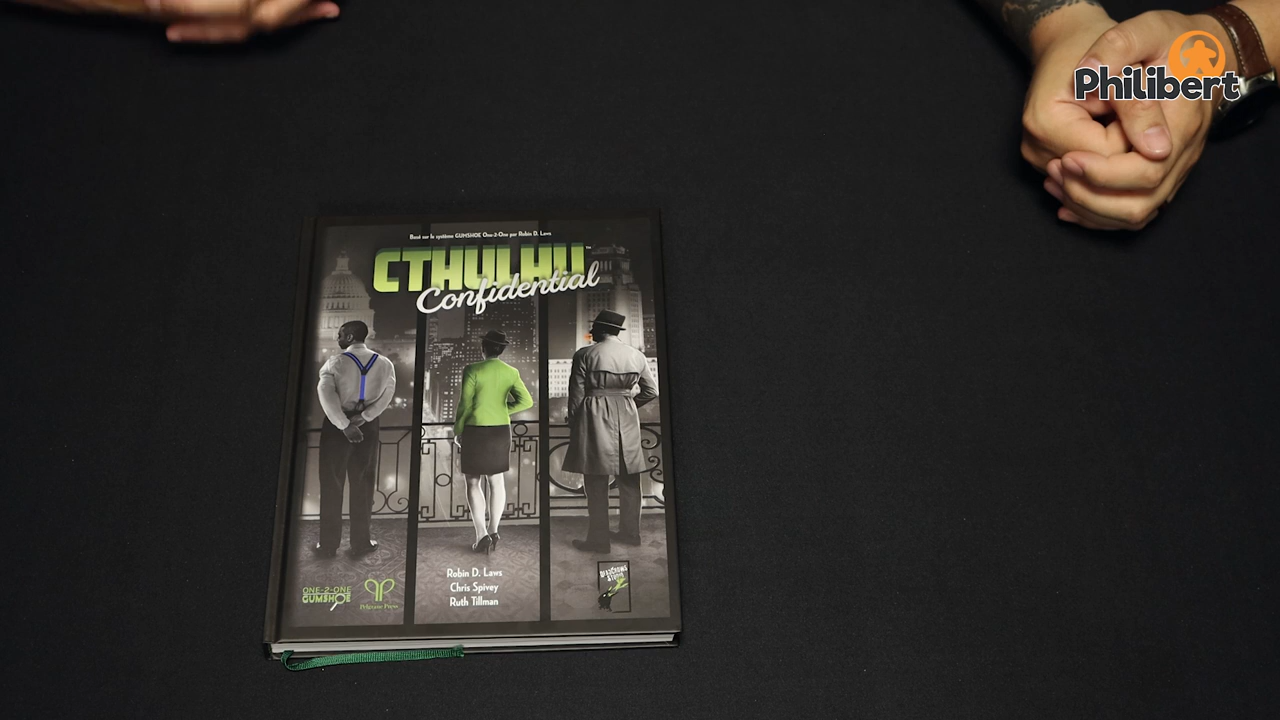 Philibert
Basé sur le système GUMSHOE One-2-One par Robin D. Laws
CTHULHU™
Confidential
Robin D. Laws
Chris Spivey
Ruth Tillman
ONE-2-ONE
GUMSHOE
Pelgrane Press